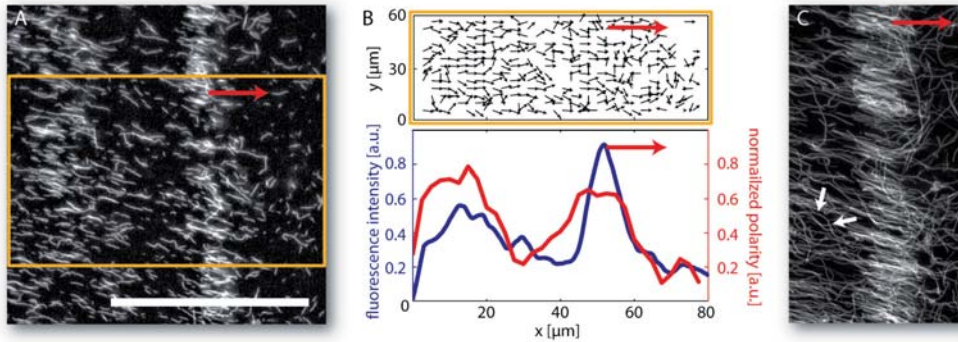 A
B
60
30
0
y [µm]
0.8
0.6
0.4
0.2
0
fluorescence intensity [a.u.]
0.8
0.6
0.4
0.2
normailzed polarity [a.u.]
0 20 40 60 80
x [µm]
C